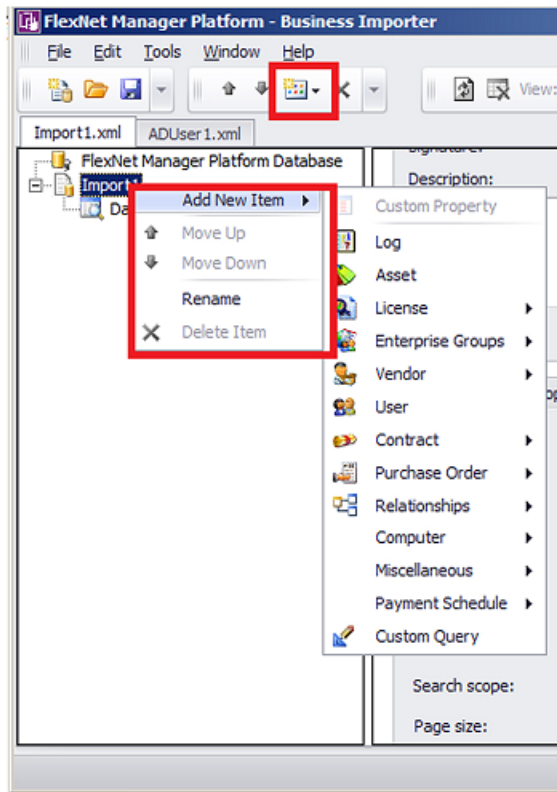 FlexNet Manager Platform - Business Importer
File Edit Tools Window Help
View:
Import1.xml ADUser1.xml
FlexNet Manager Platform Database
Import1
Da
Description:
Add New Item
Move Up
Move Down
Rename
Delete Item
Custom Property
Log
Asset
License
Enterprise Groups
Vendor
User
Contract
Purchase Order
Relationships
Computer
Miscellaneous
Payment Schedule
Custom Query
Search scope:
Page size: